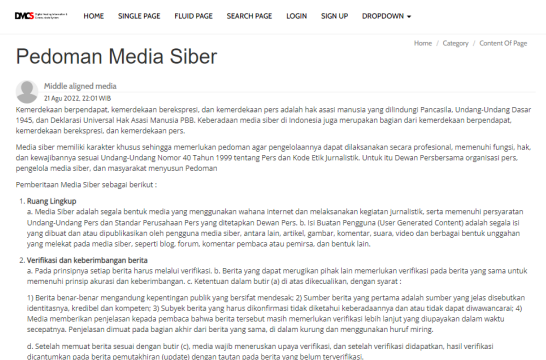 DMCS
HOME SINGLE PAGE FLUID PAGE SEARCH PAGE LOGIN SIGN UP DROPDOWN
Home / Category / Content Of Page
Pedoman Media Siber
Middle aligned media
21 Agu 2022, 22:01 WIB
Kemerdekaan berpendapat, kemerdekaan berekspresi, dan kemerdekaan pers adalah hak asasi manusia yang dilindungi Pancasila, Undang-Undang Dasar
1945, dan Deklarasi Universal Hak Asasi Manusia PBB. Keberadaan media siber di Indonesia juga merupakan bagian dari kemerdekaan berpendapat,
kemerdekaan berekspresi, dan kemerdekaan pers.
Media siber memiliki karakter khusus sehingga memerlukan pedoman agar pengelolaannya dapat dilaksanakan secara profesional, memenuhi fungsi, hak,
dan kewajibannya sesuai Undang-Undang Nomor 40 Tahun 1999 tentang Pers dan Kode Etik Jurnalistik. Untuk itu Dewan Persbersama organisasi pers,
pengelola media siber, dan masyarakat menyusun Pedoman
Pemberitaan Media Siber sebagai berikut :
1. Ruang Lingkup
a. Media Siber adalah segala bentuk media yang menggunakan wahana internet dan melaksanakan kegiatan jurnalistik, serta memenuhi persyaratan
Undang-Undang Pers dan Standar Perusahaan Pers yang ditetapkan Dewan Pers. b. Isi Buatan Pengguna (User Generated Content) adalah segala isi
yang dibuat dan atau dipublikasikan oleh pengguna media siber, antara lain, artikel, gambar, komentar, suara, video dan berbagai bentuk unggahan
yang melekat pada media siber, seperti blog, forum, komentar pembaca atau pemirsa, dan bentuk lain.
2. Verifikasi dan keberimbangan berita
a. Pada prinsipnya setiap berita harus melalui verifikasi. b. Berita yang dapat merugikan pihak lain memerlukan verifikasi pada berita yang sama untuk
memenuhi prinsip akurasi dan keberimbangan. c. Ketentuan dalam butir (a) di atas dikecualikan, dengan syarat :
1) Berita benar-benar mengandung kepentingan publik yang bersifat mendesak; 2) Sumber berita yang pertama adalah sumber yang jelas disebutkan
identitasnya, kredibel dan kompeten; 3) Subyek berita yang harus dikonfirmasi tidak diketahui keberadaannya dan atau tidak dapat diwawancarai; 4)
Media memberikan penjelasan kepada pembaca bahwa berita tersebut masih memerlukan verifikasi lebih lanjut yang diupayakan dalam waktu
secepatnya. Penjelasan dimuat pada bagian akhir dari berita yang sama, di dalam kurung dan menggunakan huruf miring.
d. Setelah memuat berita sesuai dengan butir (c), media wajib meneruskan upaya verifikasi, dan setelah verifikasi didapatkan, hasil verifikasi
dicantumkan pada berita pemutakhiran (update) dengan tautan pada berita yang belum terverifikasi.